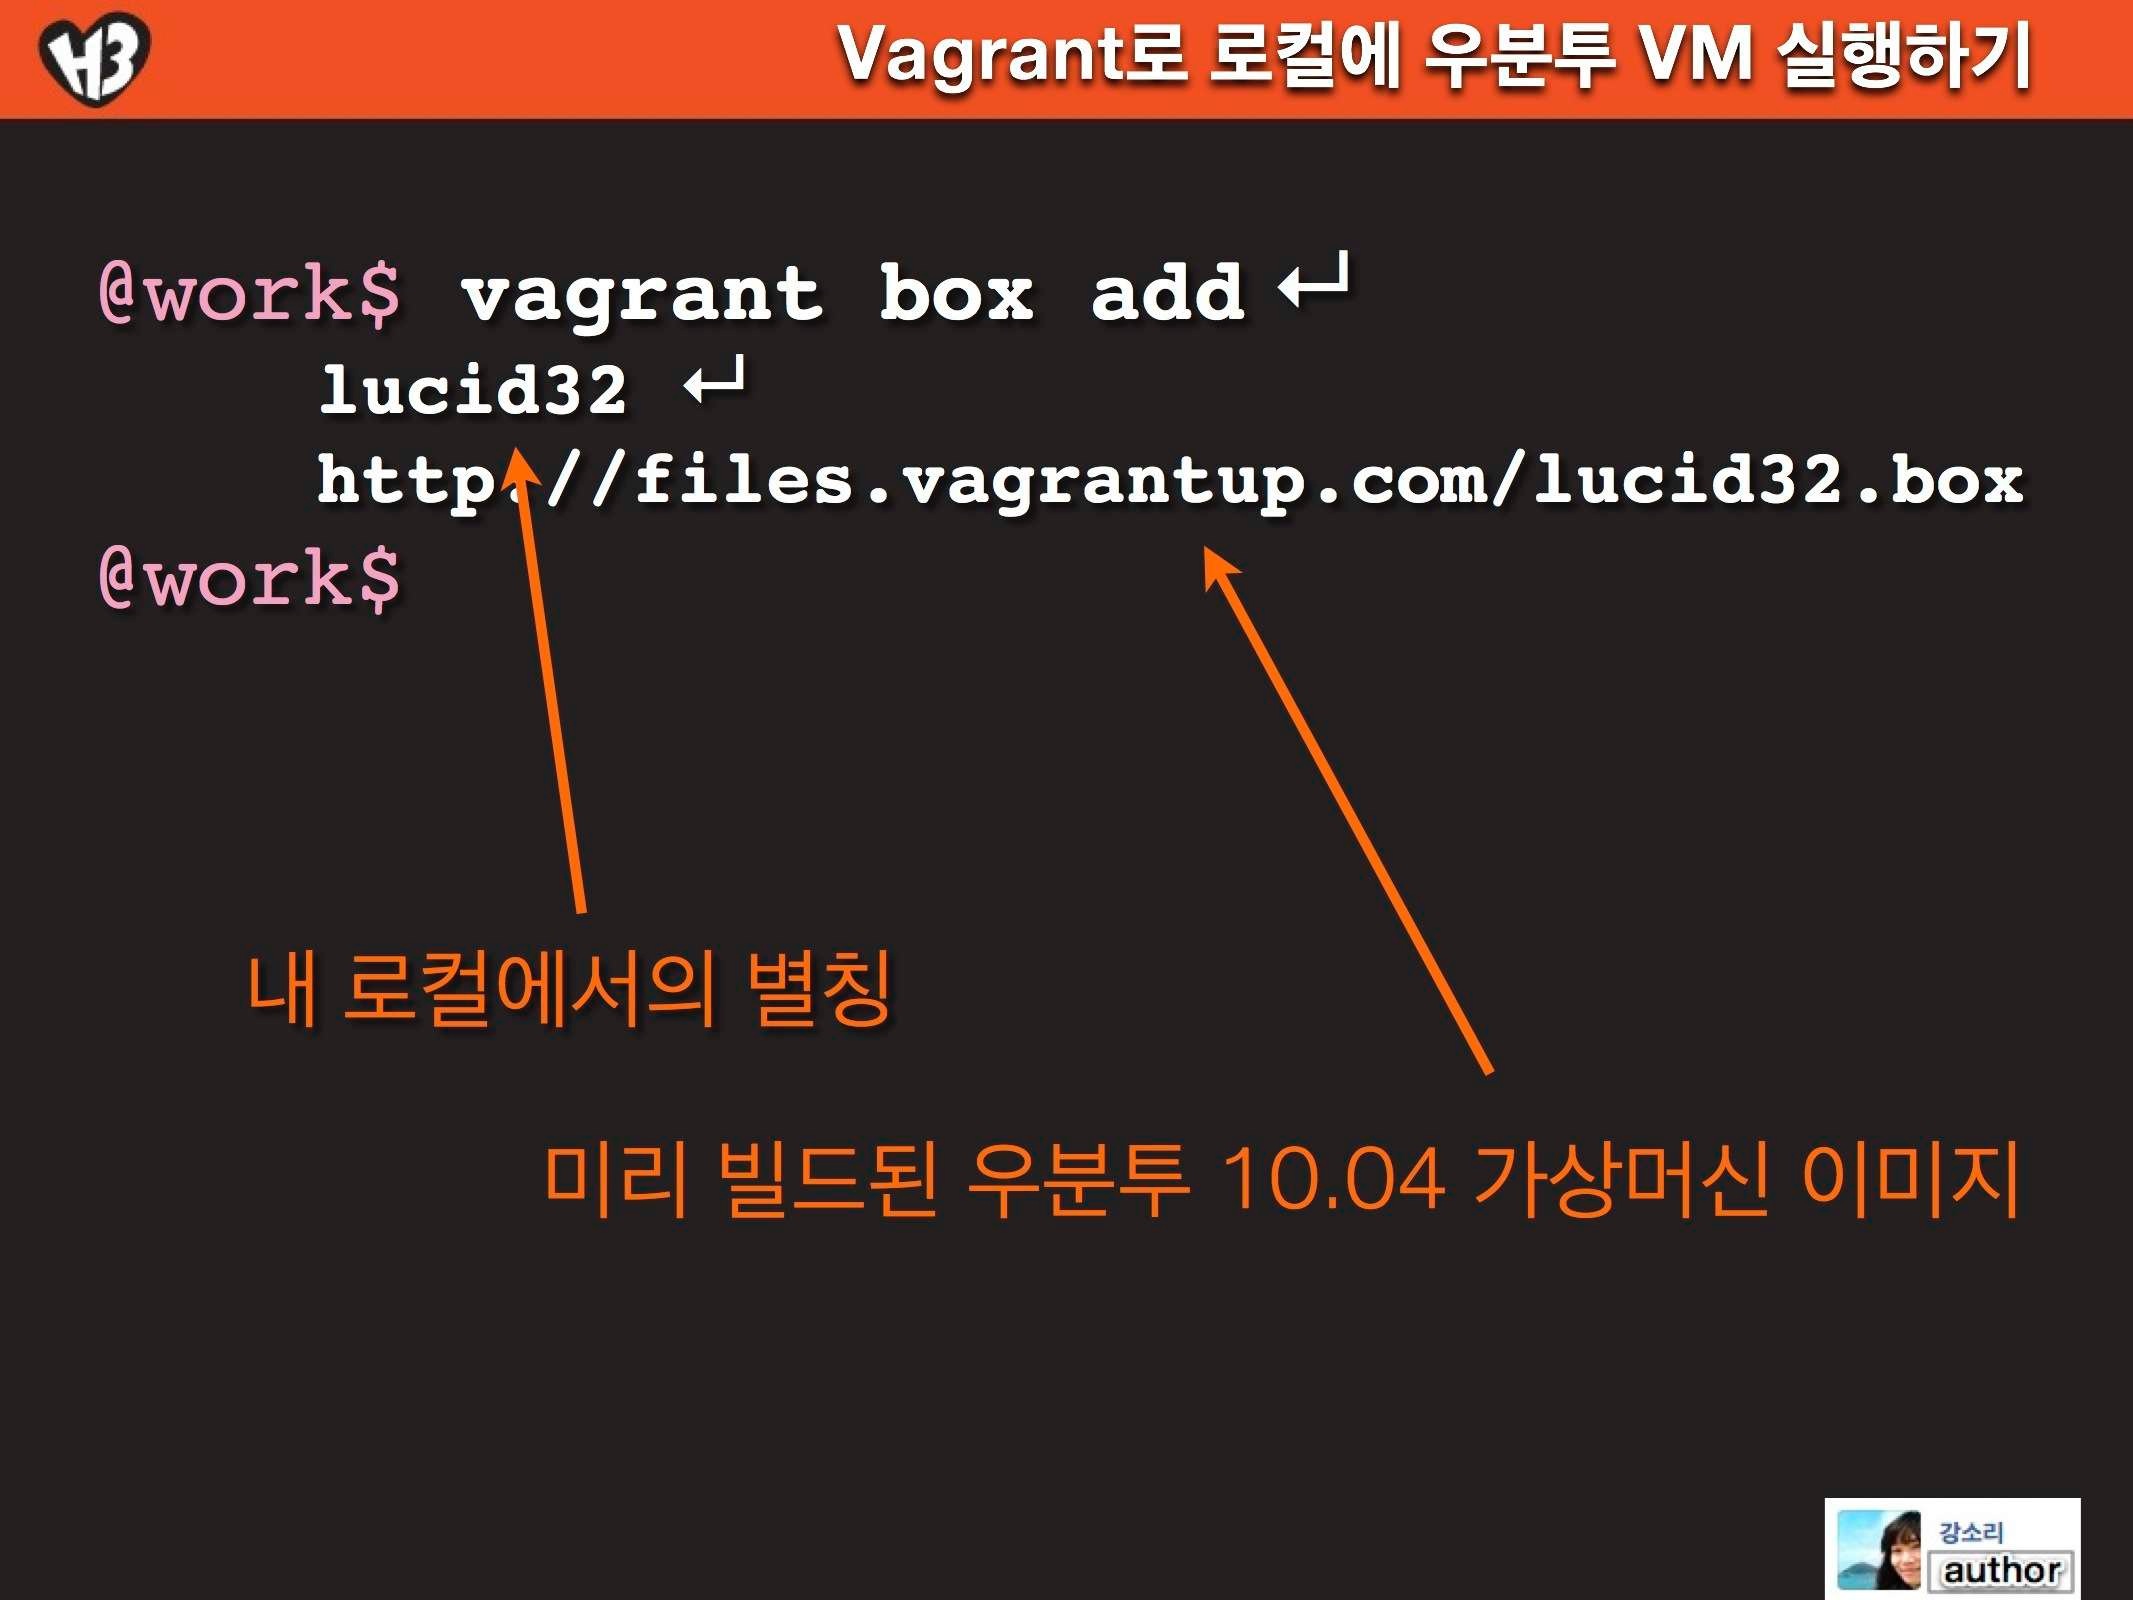 H3
Vagrant로 로컬에 우분투 VM 실행하기
@work$ vagrant box add ↵
lucid32 ↵
http://files.vagrantup.com/lucid32.box
@work$
내 로컬에서의 별칭
미리 빌드된 우분투 10.04 가상머신 이미지
강소리
author